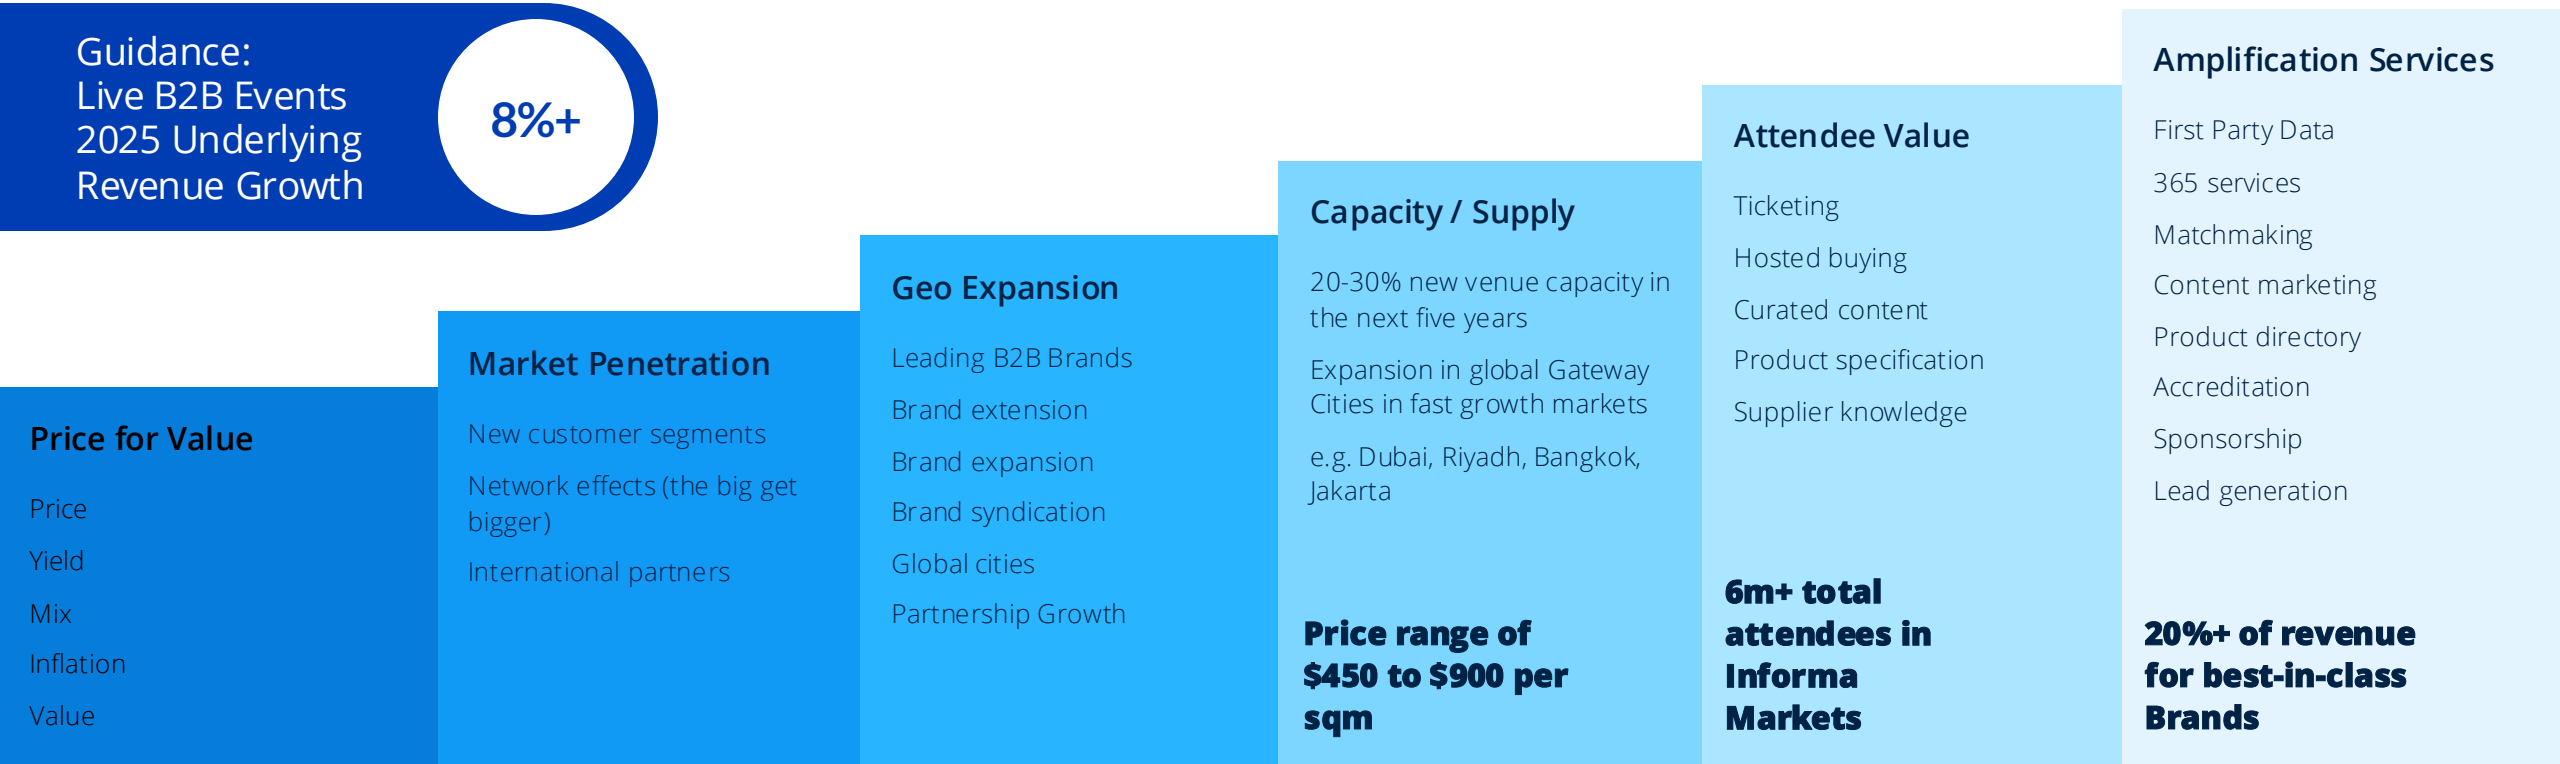 Guidance:
Live B2B Events
2025 Underlying
Revenue Growth
8%+
Price for Value
Price
Yield
Mix
Inflation
Value
Market Penetration
New customer segments
Network effects (the big get
bigger)
International partners
Geo Expansion
Leading B2B Brands
Brand extension
Brand expansion
Brand syndication
Global cities
Partnership Growth
Capacity / Supply
20-30% new venue capacity in
the next five years
Expansion in global Gateway
Cities in fast growth markets
e.g. Dubai, Riyadh, Bangkok,
Jakarta
Price range of
$450 to $900 per
sqm
Attendee Value
Ticketing
Hosted buying
Curated content
Product specification
Supplier knowledge
6m+ total
attendees in
Informa
Markets
Amplification Services
First Party Data
365 services
Matchmaking
Content marketing
Product directory
Accreditation
Sponsorship
Lead generation
20%+ of revenue
for best-in-class
Brands